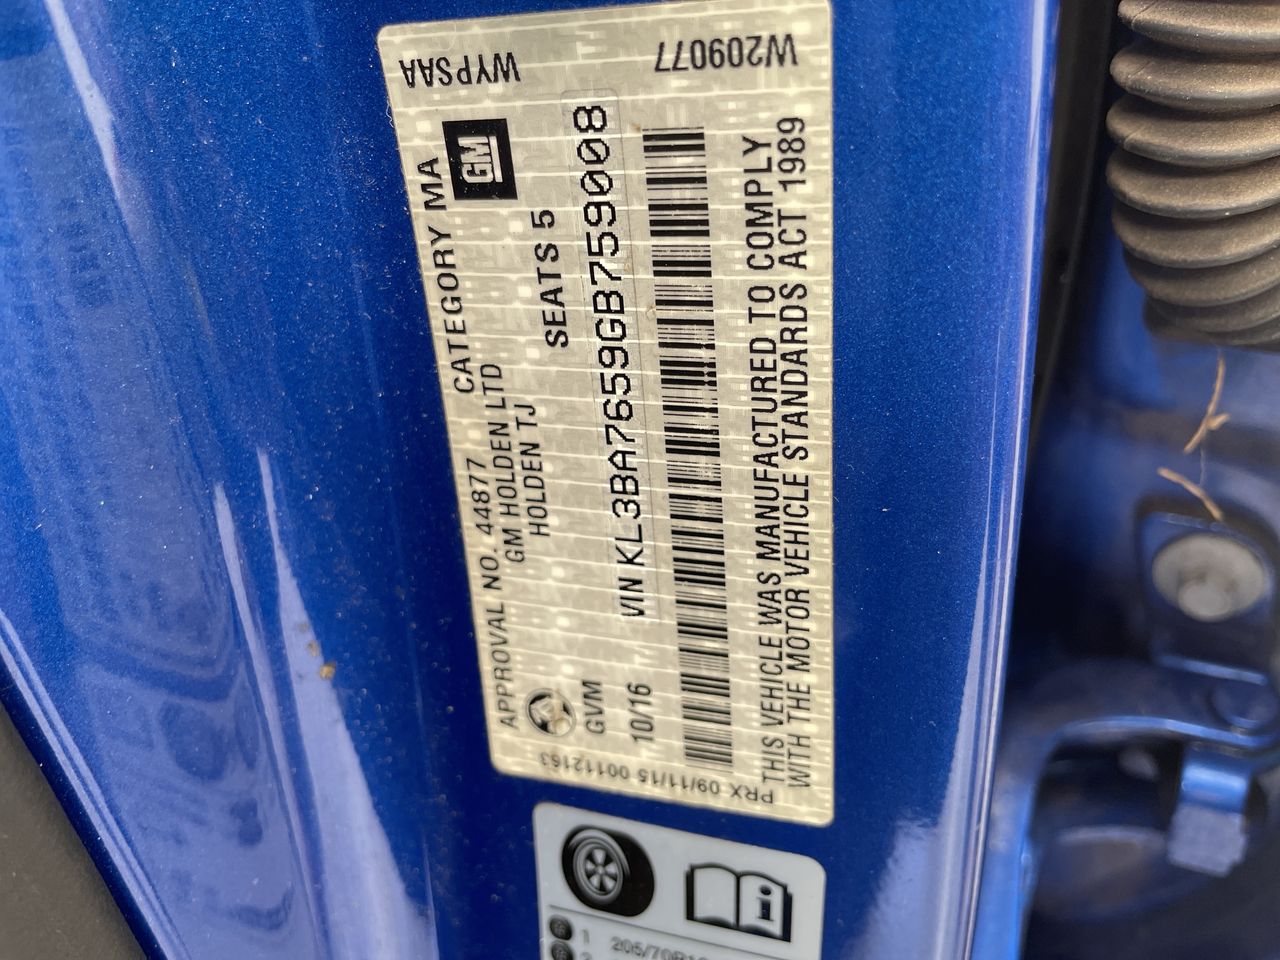 WYPSAA
W209077
APPROVAL NO. 44877 CATEGORY MA
GM HOLDEN LTD
HOLDEN TJ
GM
GVM
SEATS 5
10/16
VIN KL3BA7659GB759008
THIS VEHICLE WAS MANUFACTURED TO COMPLY
WITH THE MOTOR VEHICLE STANDARDS ACT 1989
PRX 09/11/15 00112163
i
1